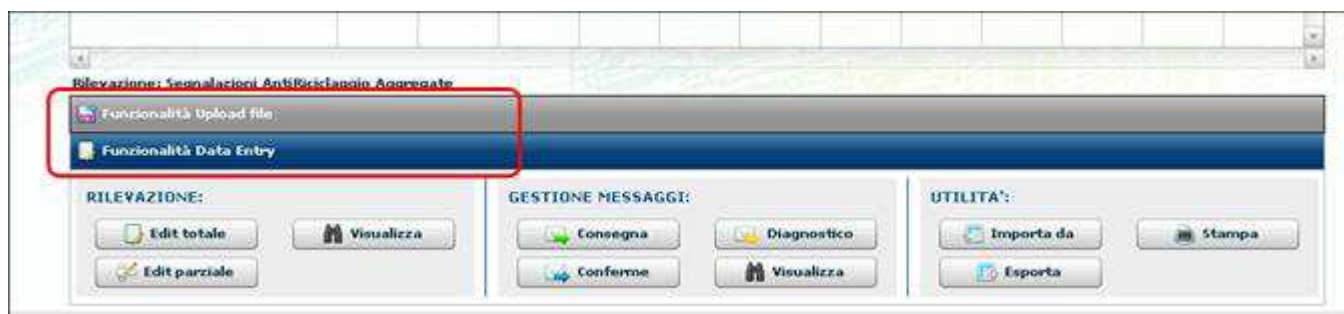 Rilevazione: Segnalazioni AntiRiciclaggio Aggregate
Funzionalità Upload file
Funzionalità Data Entry
RILEVAZIONE:
GESTIONE MESSAGGI:
UTILITA':
Edit totale
Visualizza
Consegna
Diagnostico
Importa da
Stampa
Edit parziale
Conferme
Visualizza
Esporta